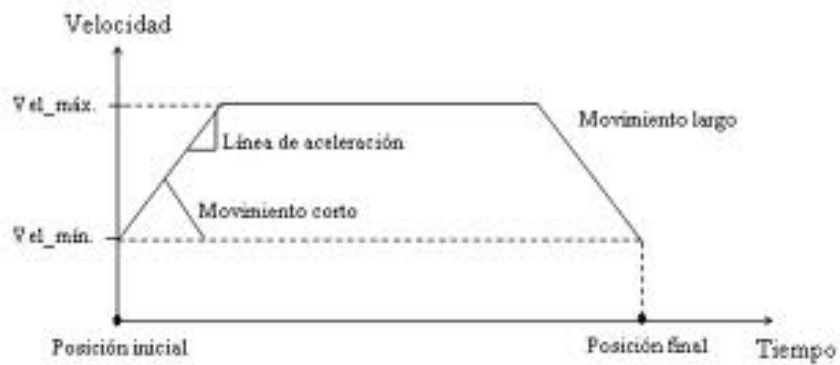 Velocidad
Vel_máx.
Movimiento largo
Línea de aceleración
Movimiento corto
Vel_mín.
Posición inicial
Posición final
Tiempo